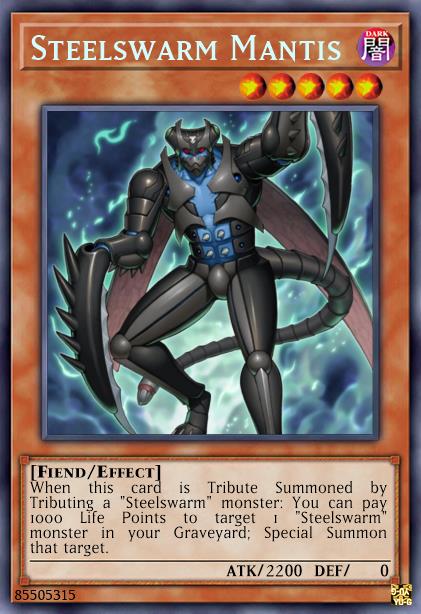 STEELSWARM MANTIS
DARK
闇
[FIEND/EFFECT]
When this card is Tribute Summoned by
Tributing a "Steelswarm" monster: You can pay
1000 Life Points to target 1 "Steelswarm"
monster in your Graveyard; Special Summon
that target.
ATK/2200 DEF/ 0
85505315